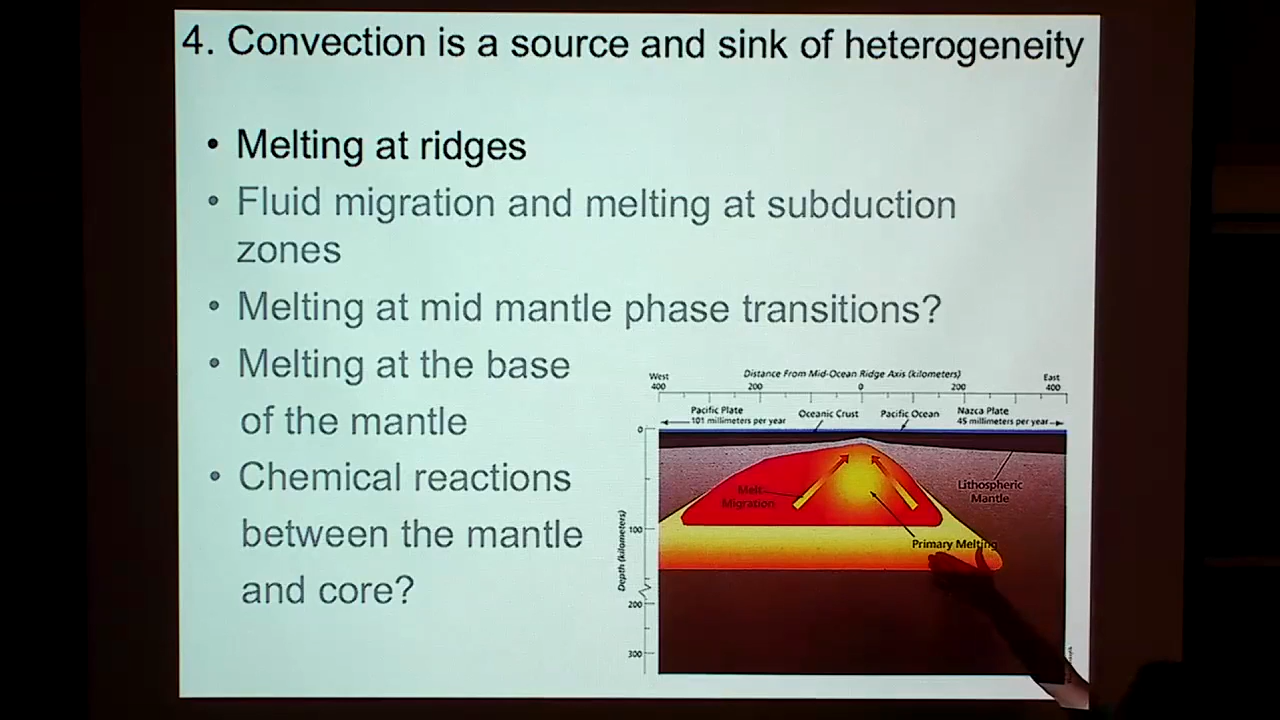 4. Convection is a source and sink of heterogeneity
• Melting at ridges
• Fluid migration and melting at subduction
zones
• Melting at mid mantle phase transitions?
• Melting at the base
of the mantle
• Chemical reactions
between the mantle
and core?
West
Distance From Mid-Ocean Ridge Axis (kilometers)
East
400 200 0 200 400
Pacific Plate
101 millimeters per year
Oceanic Crust
Pacific Ocean
Nazca Plate
45 millimeters per year
0
Melt
Migration
Lithospheric
Mantle
100
Primary Melting
Depth (kilometers)
200
300